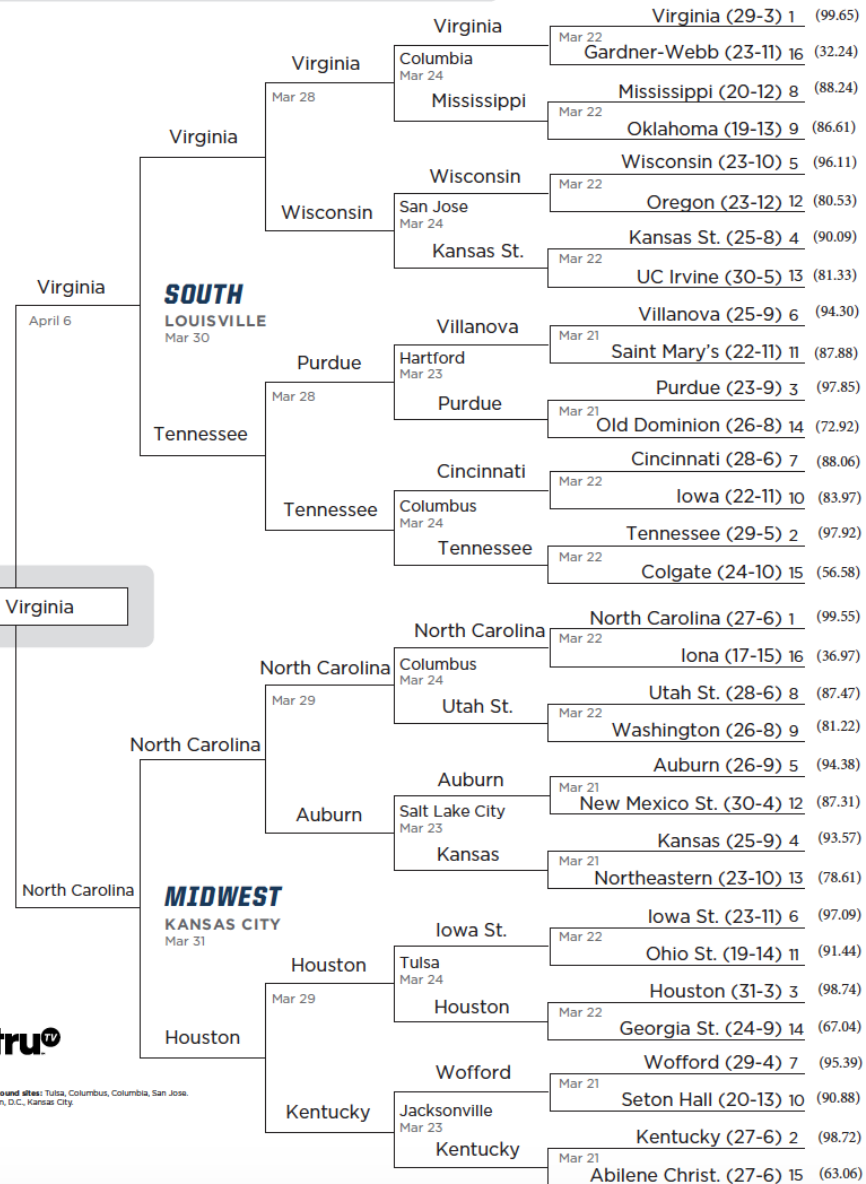 Virginia (29-3) 1 (99.65)
Virginia
Mar 22
Gardner-Webb (23-11) 16 (32.24)
Virginia
Columbia
Mar 24
Mississippi (20-12) 8 (88.24)
Mar 28
Mississippi
Mar 22
Oklahoma (19-13) 9 (86.61)
Virginia
Wisconsin (23-10) 5 (96.11)
Wisconsin
Mar 22
Oregon (23-12) 12 (80.53)
Wisconsin
San Jose
Mar 24
Kansas St. (25-8) 4 (90.09)
Kansas St.
Mar 22
UC Irvine (30-5) 13 (81.33)
Virginia
April 6
SOUTH
LOUISVILLE
Mar 30
Villanova (25-9) 6 (94.30)
Villanova
Mar 21
Saint Mary's (22-11) 11 (87.88)
Purdue
Hartford
Mar 23
Purdue (23-9) 3 (97.85)
Mar 28
Purdue
Mar 21
Old Dominion (26-8) 14 (72.92)
Tennessee
Cincinnati (28-6) 7 (88.06)
Cincinnati
Mar 22
Iowa (22-11) 10 (83.97)
Tennessee
Columbus
Mar 24
Tennessee (29-5) 2 (97.92)
Tennessee
Mar 22
Colgate (24-10) 15 (56.58)
Virginia
North Carolina (27-6) 1 (99.55)
North Carolina
Mar 22
Iona (17-15) 16 (36.97)
North Carolina
Columbus
Mar 24
Utah St. (28-6) 8 (87.47)
Mar 29
Utah St.
Mar 22
Washington (26-8) 9 (81.22)
North Carolina
Auburn (26-9) 5 (94.38)
Auburn
Mar 21
New Mexico St. (30-4) 12 (87.31)
Auburn
Salt Lake City
Mar 23
Kansas (25-9) 4 (93.57)
Kansas
Mar 21
Northeastern (23-10) 13 (78.61)
North Carolina
MIDWEST
KANSAS CITY
Mar 31
Iowa St. (23-11) 6 (97.09)
Iowa St.
Mar 22
Ohio St. (19-14) 11 (91.44)
Houston
Tulsa
Mar 24
Houston (31-3) 3 (98.74)
Mar 29
Houston
Mar 22
Georgia St. (24-9) 14 (67.04)
Houston
tru TV
Wofford (29-4) 7 (95.39)
Wofford
Mar 21
Seton Hall (20-13) 10 (90.88)
ound sites: Tulsa, Columbus, Columbia, San Jose.
n, D.C., Kansas City.
Kentucky
Jacksonville
Mar 23
Kentucky (27-6) 2 (98.72)
Kentucky
Mar 21
Abilene Christ. (27-6) 15 (63.06)